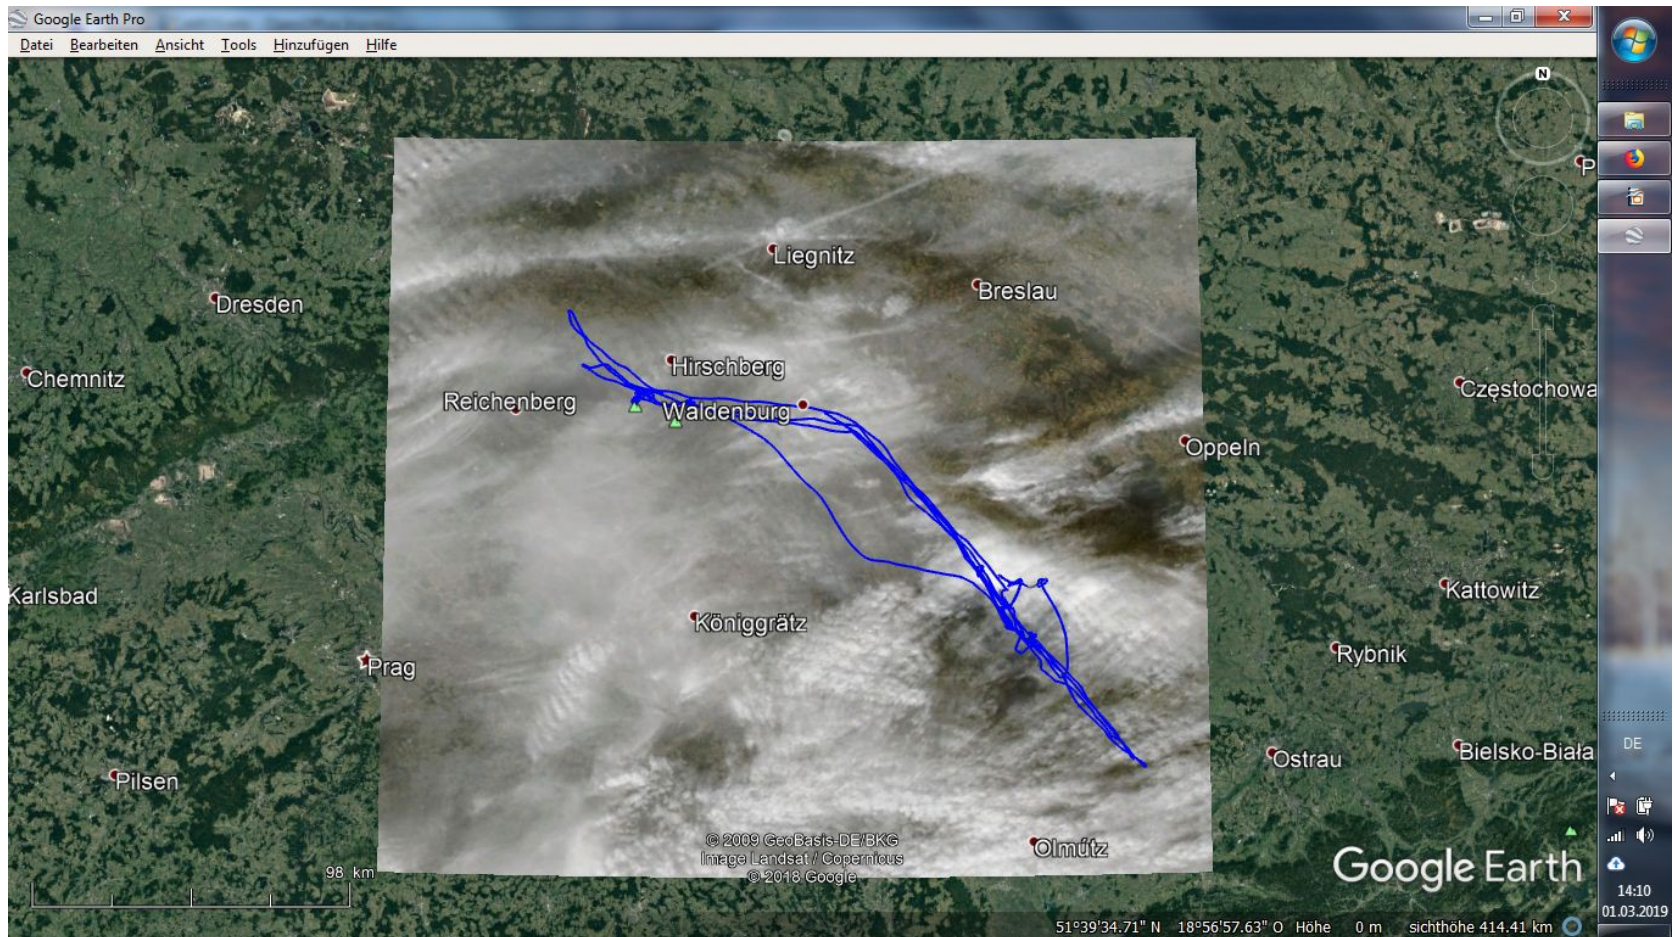 Google Earth Pro
Datei Bearbeiten Ansicht Tools Hinzufügen Hilfe
N
P
Liegnitz
Breslau
Dresden
Hirschberg
Chemnitz
Częstochowa
Reichenberg
Waldenburg
Oppeln
Karlsbad
Kattowitz
Königgrätz
Rybnik
Prag
DE
Ostrau
Bielsko-Biała
Pilsen
© 2009 GeoBasis-DE/BKG
Image Landsat / Copernicus
© 2018 Google
Olmütz
98 km
Google Earth
14:10
01.03.2019
51°39'34.71" N 18°56'57.63" O Höhe 0 m sichthöhe 414.41 km